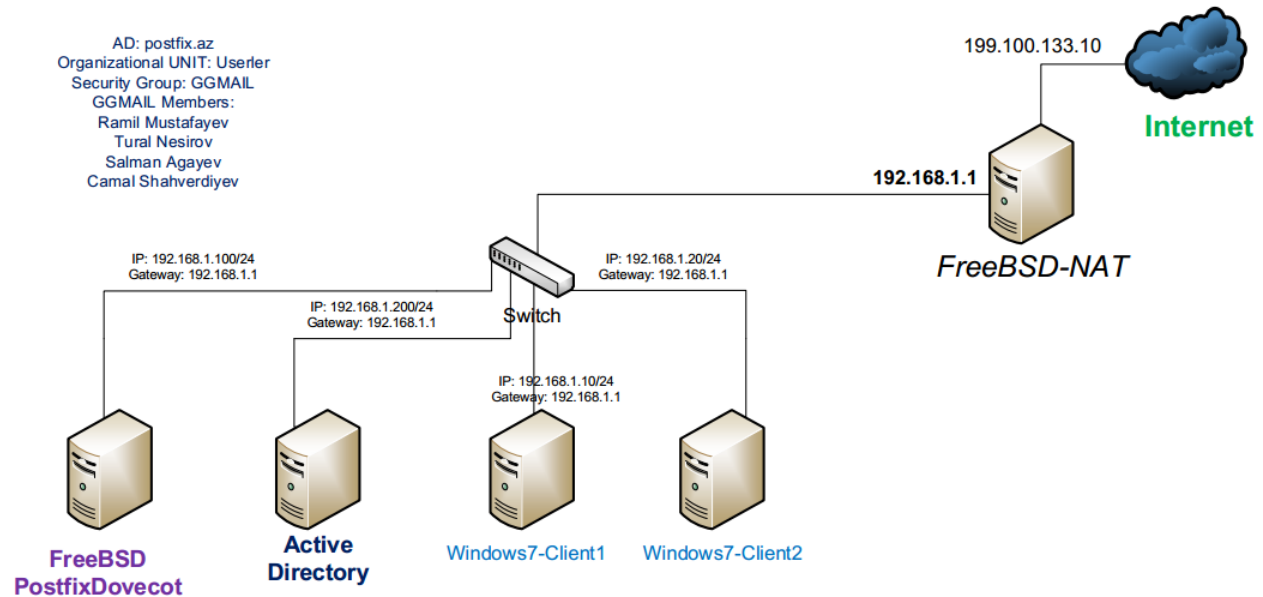 AD: postfix.az
Organizational UNIT: Userler
Security Group: GGMAIL
GGMAIL Members:
Ramil Mustafayev
Tural Nesirov
Salman Agayev
Camal Shahverdiyev
199.100.133.10
Internet
192.168.1.1
FreeBSD-NAT
IP: 192.168.1.100/24
Gateway: 192.168.1.1
IP: 192.168.1.20/24
Gateway: 192.168.1.1
IP: 192.168.1.200/24
Gateway: 192.168.1.1
Switch
IP: 192.168.1.10/24
Gateway: 192.168.1.1
FreeBSD
PostfixDovecot
Active
Directory
Windows7-Client1
Windows7-Client2